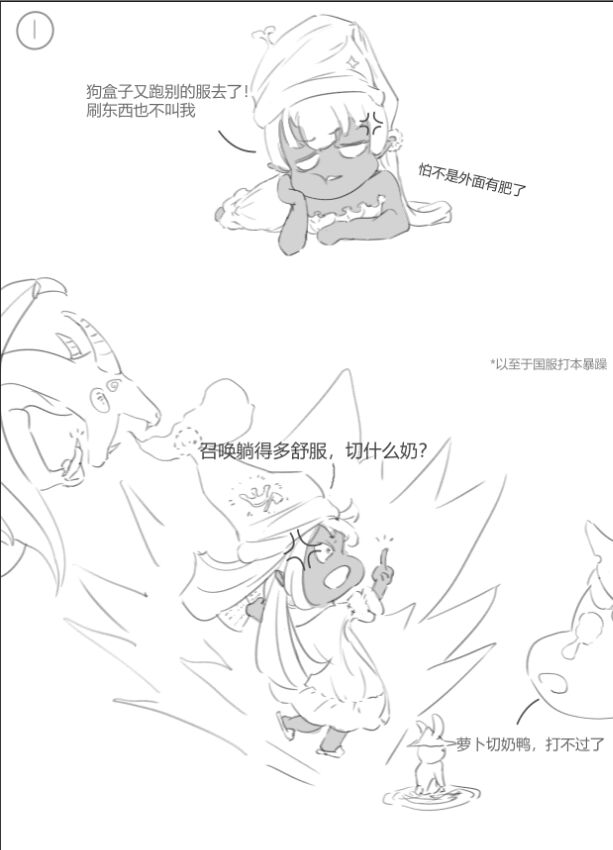 1
狗盒子又跑别的服去了！
刷东西也不叫我
怕不是外面有肥了
*以至于国服打本暴躁
召唤躺得多舒服，切什么奶？
萝卜切奶鸭，打不过了